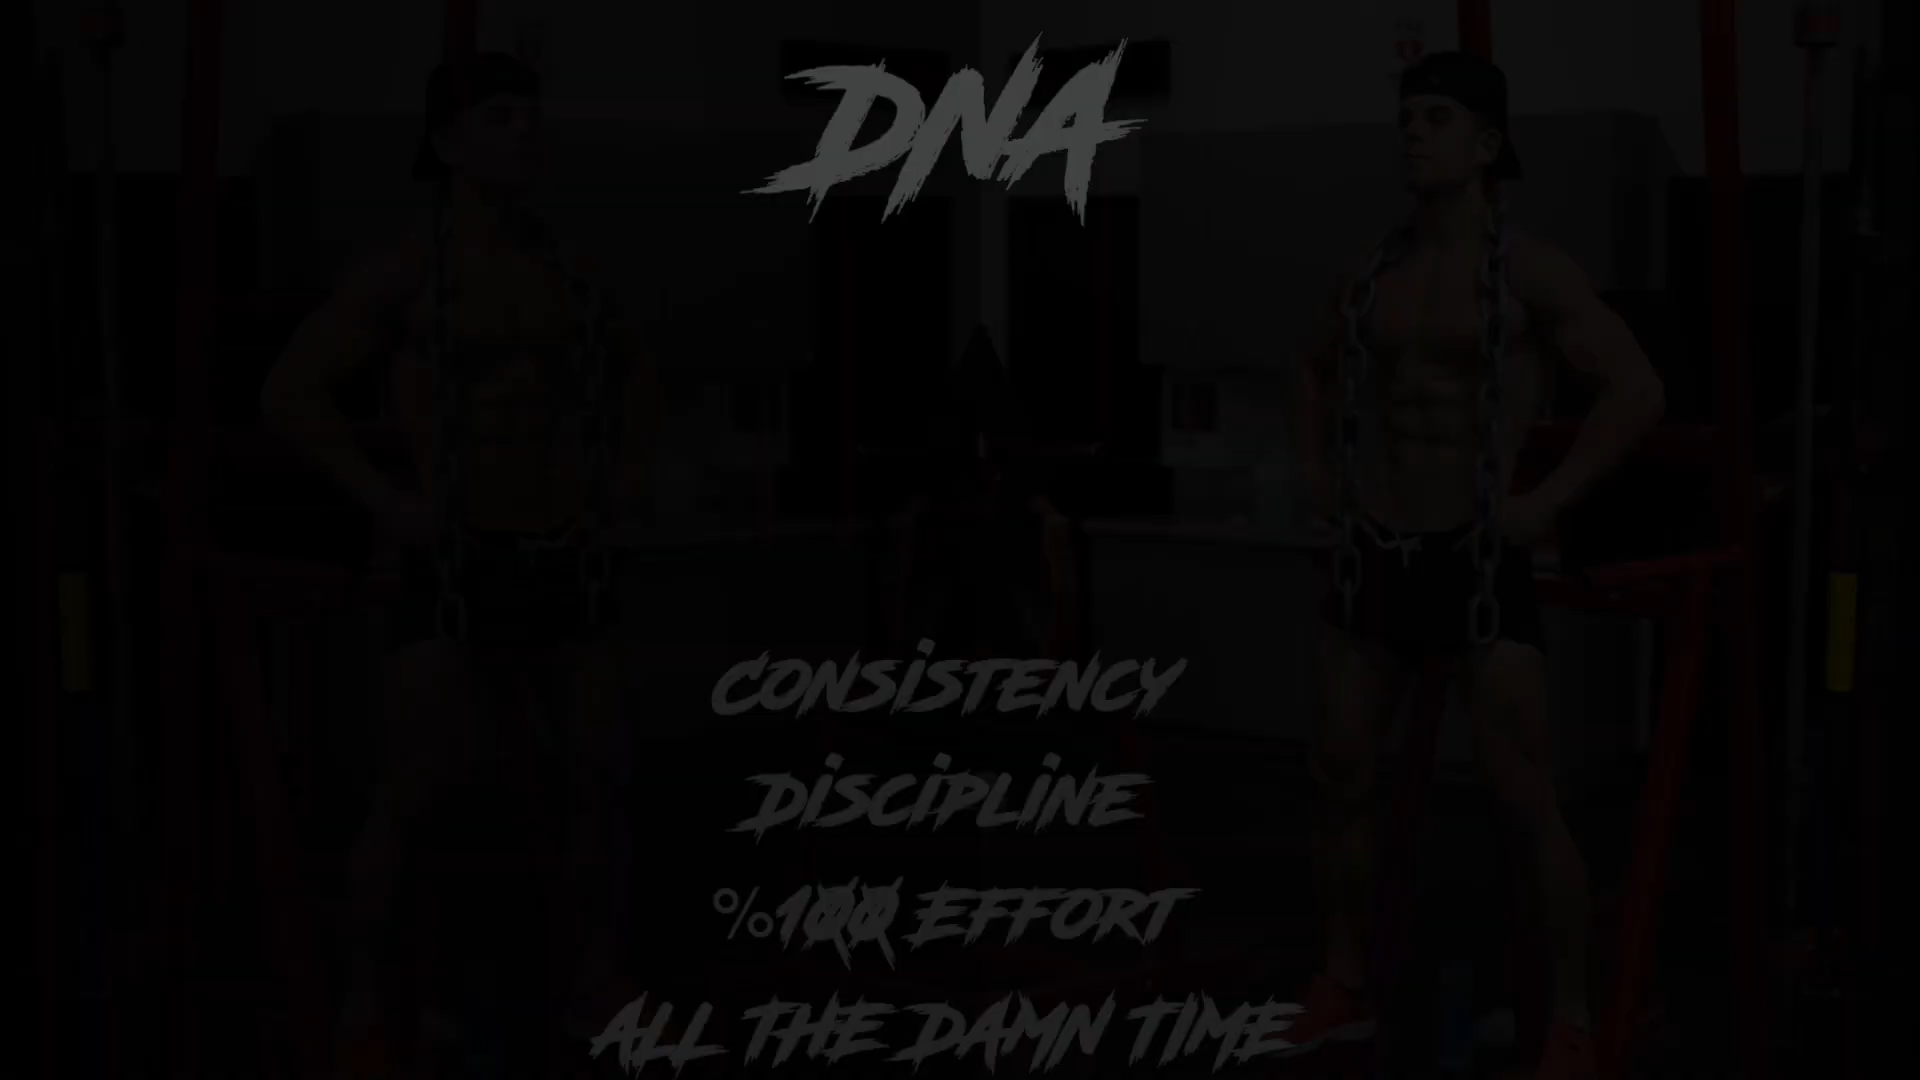 DNA
CONSISTENCY
DISCIPLINE
%100 EFFORT
ALL THE DAMN TIME